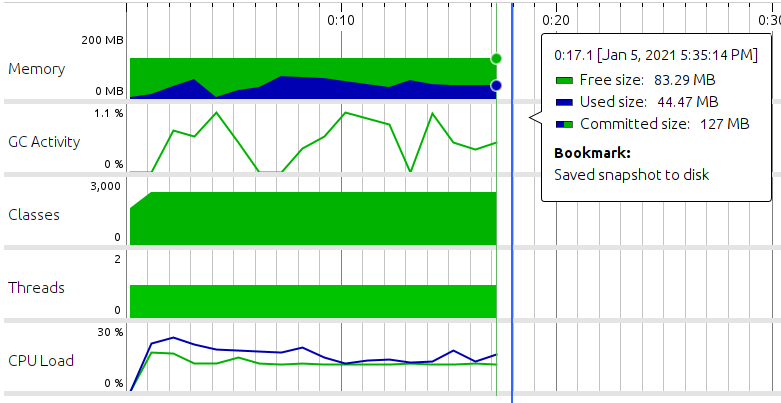 0:10
0:20
0:30
200 MB
Memory
0 MB
0:17.1 [Jan 5, 2021 5:35:14 PM]
Free size: 83.29 MB
Used size: 44.47 MB
Committed size: 127 MB
Bookmark:
Saved snapshot to disk
1.1 %
GC Activity
0 %
3,000
Classes
0
2
Threads
0
30 %
CPU Load
0 %